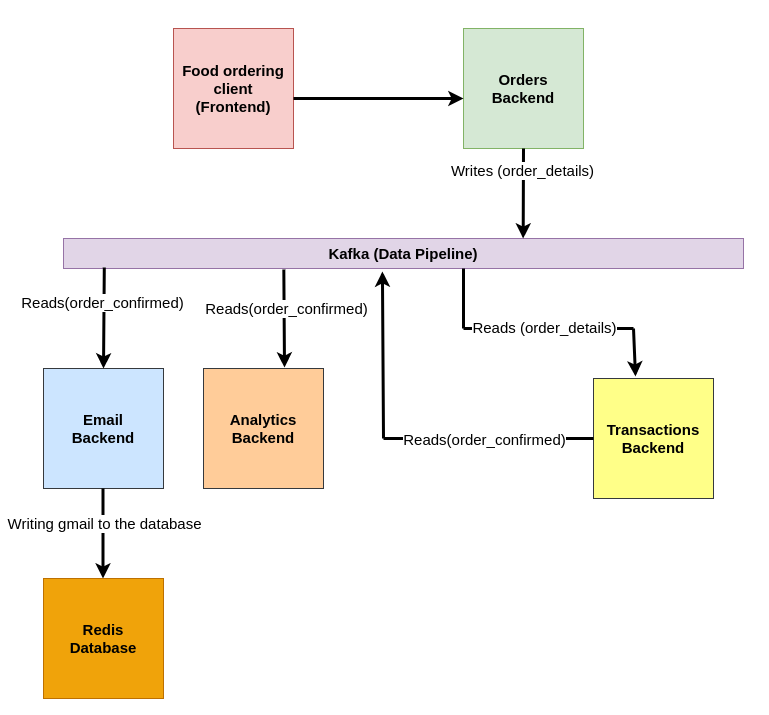 Food ordering
client
(Frontend)
Orders
Backend
Writes (order_details)
Kafka (Data Pipeline)
Reads(order_confirmed)
Reads(order_confirmed)
Reads (order_details)
Email
Backend
Analytics
Backend
Reads(order_confirmed)
Transactions
Backend
Writing gmail to the database
Redis
Database